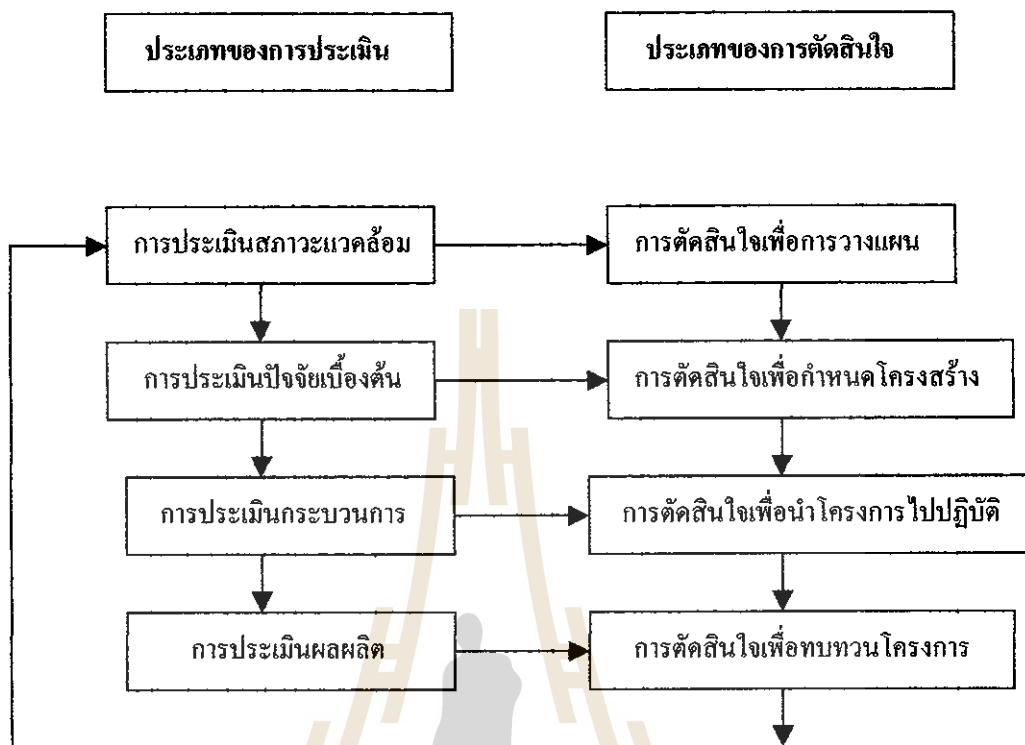 ประเภทของการประเมิน
ประเภทของการตัดสินใจ
การประเมินสภาวะแวดล้อม
การตัดสินใจเพื่อการวางแผน
การประเมินปัจจัยเบื้องต้น
การตัดสินใจเพื่อกำหนดโครงสร้าง
การประเมินกระบวนการ
การตัดสินใจเพื่อนำโครงการไปปฏิบัติ
การประเมินผลผลิต
การตัดสินใจเพื่อทบทวนโครงการ